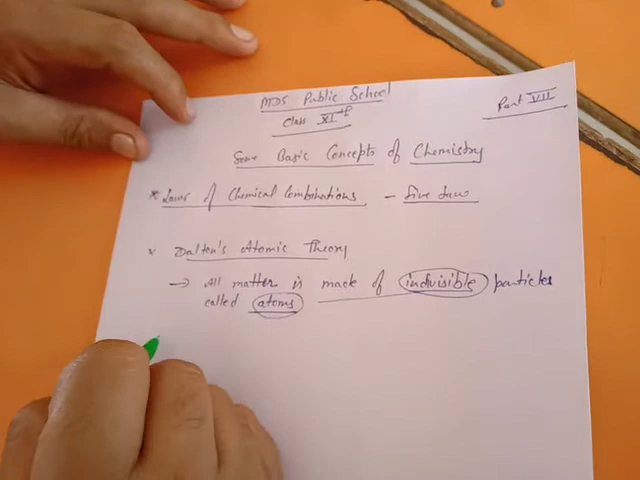 MDS Public School
Class XIth
Part VII
Some Basic Concepts of Chemistry
* Laws of Chemical Combinations - five laws
* Dalton's Atomic Theory
→ All matter is made of indivisible particles
called atoms